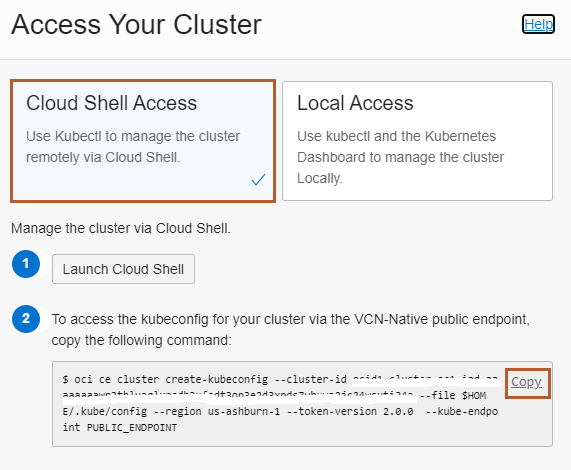 Access Your Cluster
Help
Cloud Shell Access
Use Kubectl to manage the cluster
remotely via Cloud Shell.
Local Access
Use kubectl and the Kubernetes
Dashboard to manage the cluster
Locally.
Manage the cluster via Cloud Shell.
1
Launch Cloud Shell
2
To access the kubeconfig for your cluster via the VCN-Native public endpoint,
copy the following command:
$ oci ce cluster create-kubeconfig --cluster-id
Copy
--file $HOM
E/.kube/config --region us-ashburn-1 --token-version 2.0.0 --kube-endpo
int PUBLIC_ENDPOINT